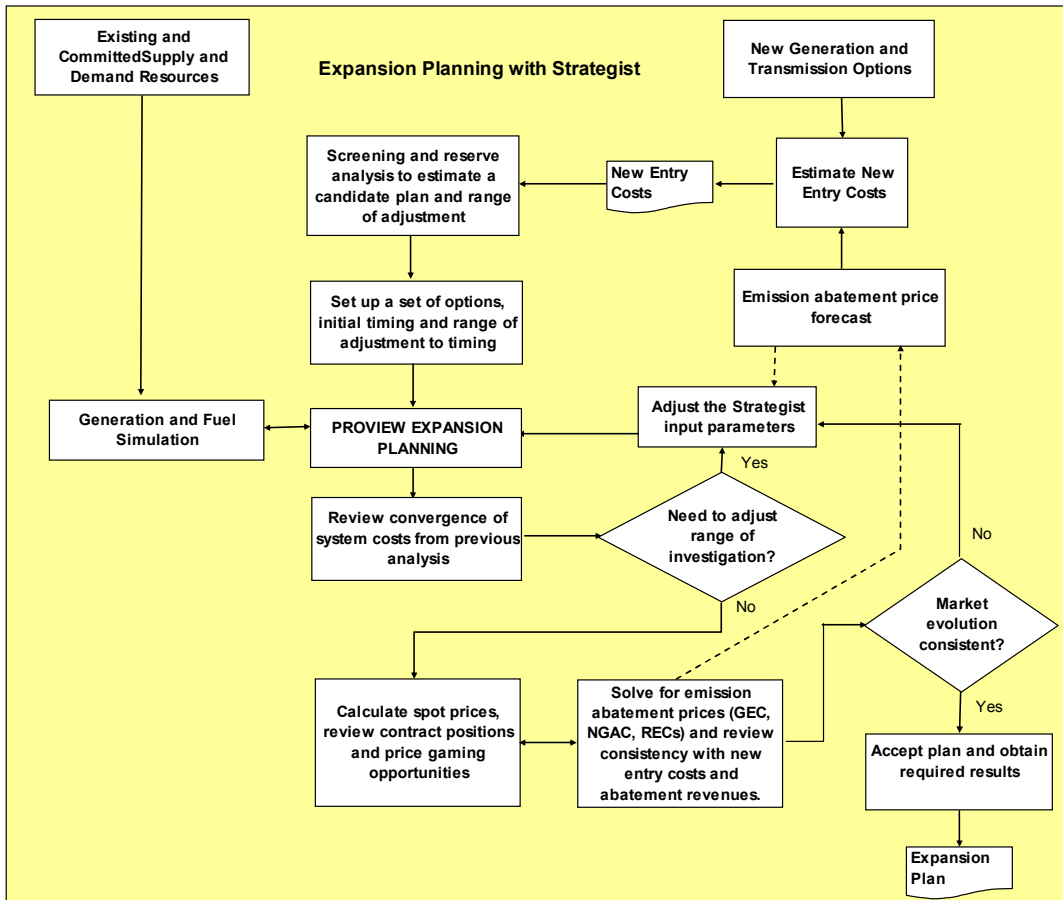 Existing and
CommittedSupply and
Demand Resources
Expansion Planning with Strategist
New Generation and
Transmission Options
Screening and reserve
analysis to estimate a
candidate plan and range
of adjustment
New Entry
Costs
Estimate New
Entry Costs
Set up a set of options,
initial timing and range of
adjustment to timing
Emission abatement price
forecast
Generation and Fuel
Simulation
PROVIEW EXPANSION
PLANNING
Adjust the Strategist
input parameters
Yes
Review convergence of
system costs from previous
analysis
Need to adjust
range of
investigation?
No
No
Market
evolution
consistent?
Yes
Calculate spot prices,
review contract positions
and price gaming
opportunities
Solve for emission
abatement prices (GEC,
NGAC, RECs) and review
consistency with new
entry costs and
abatement revenues.
Accept plan and obtain
required results
Expansion
Plan